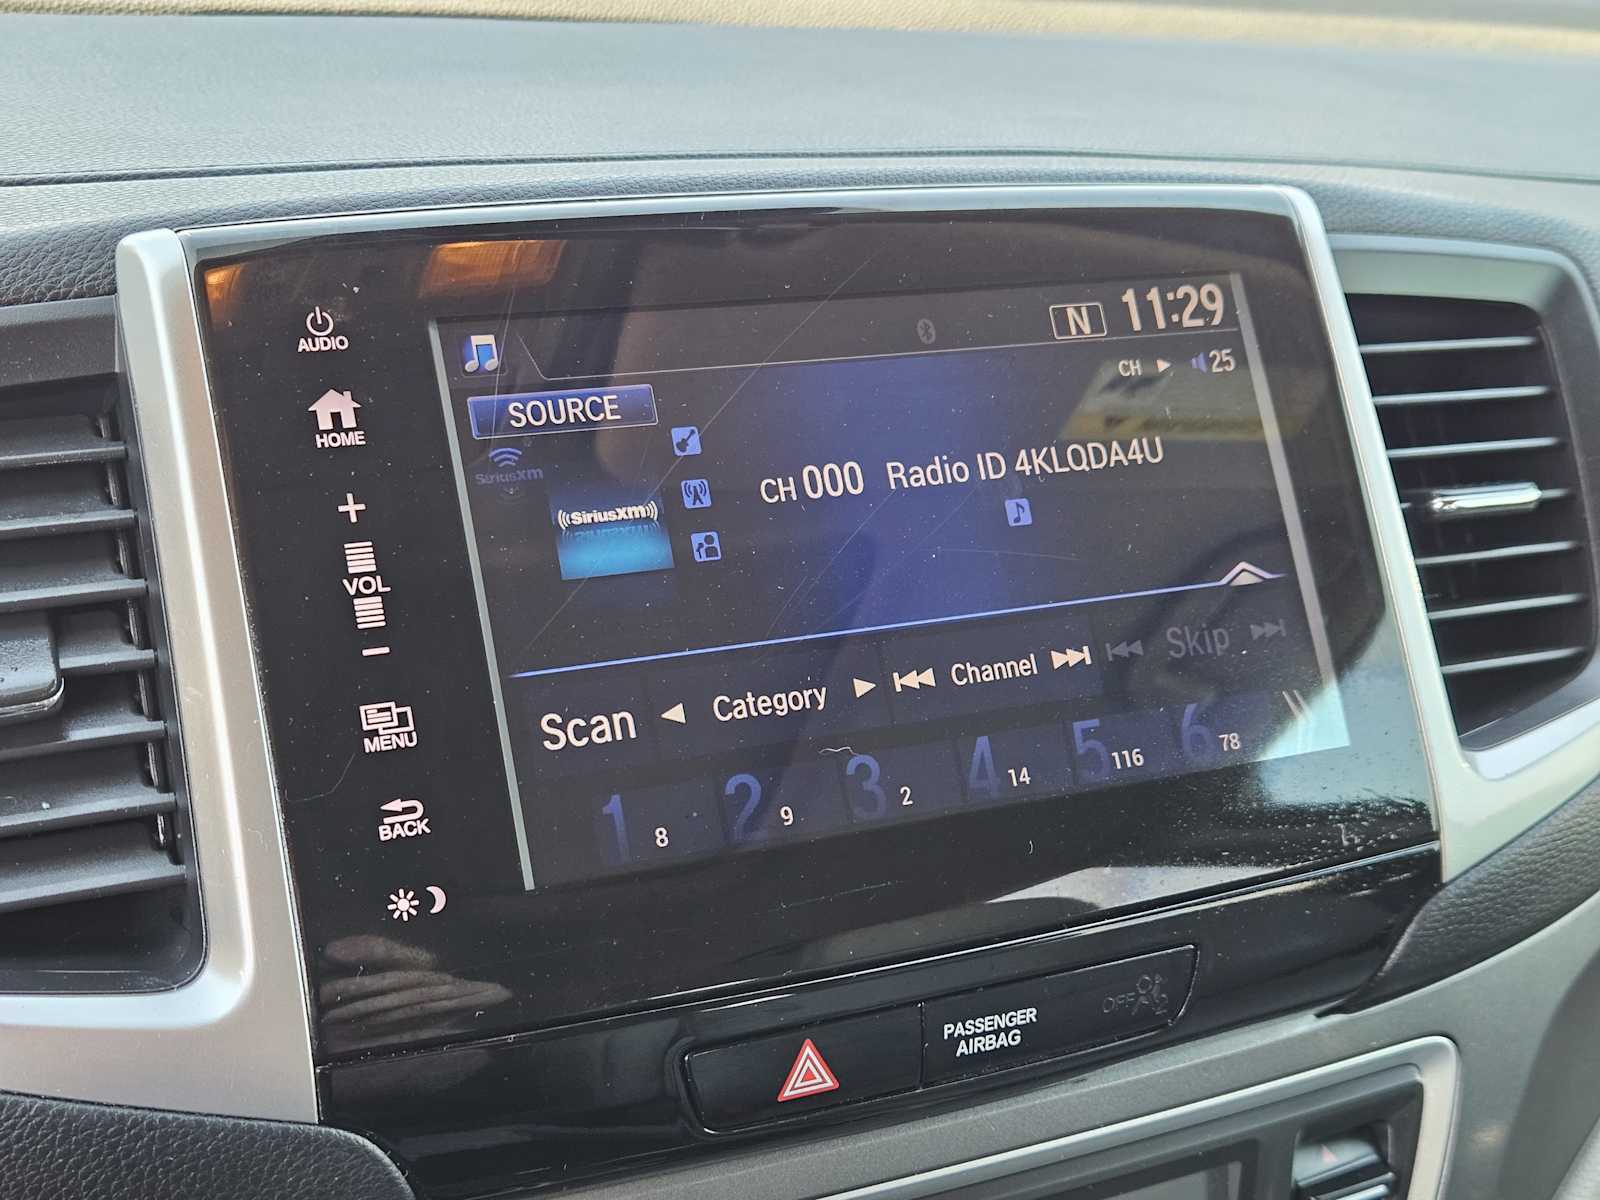 AUDIO
HOME
+
VOL
−
MENU
BACK
N 11:29
CH 25
SOURCE
SiriusXM
((SiriusXM))
CH 000 Radio ID 4KLQDA4U
Scan Category Channel Skip
1 8 2 9 3 2 4 14 5 116 6 78
PASSENGER
AIRBAG
OFF
2